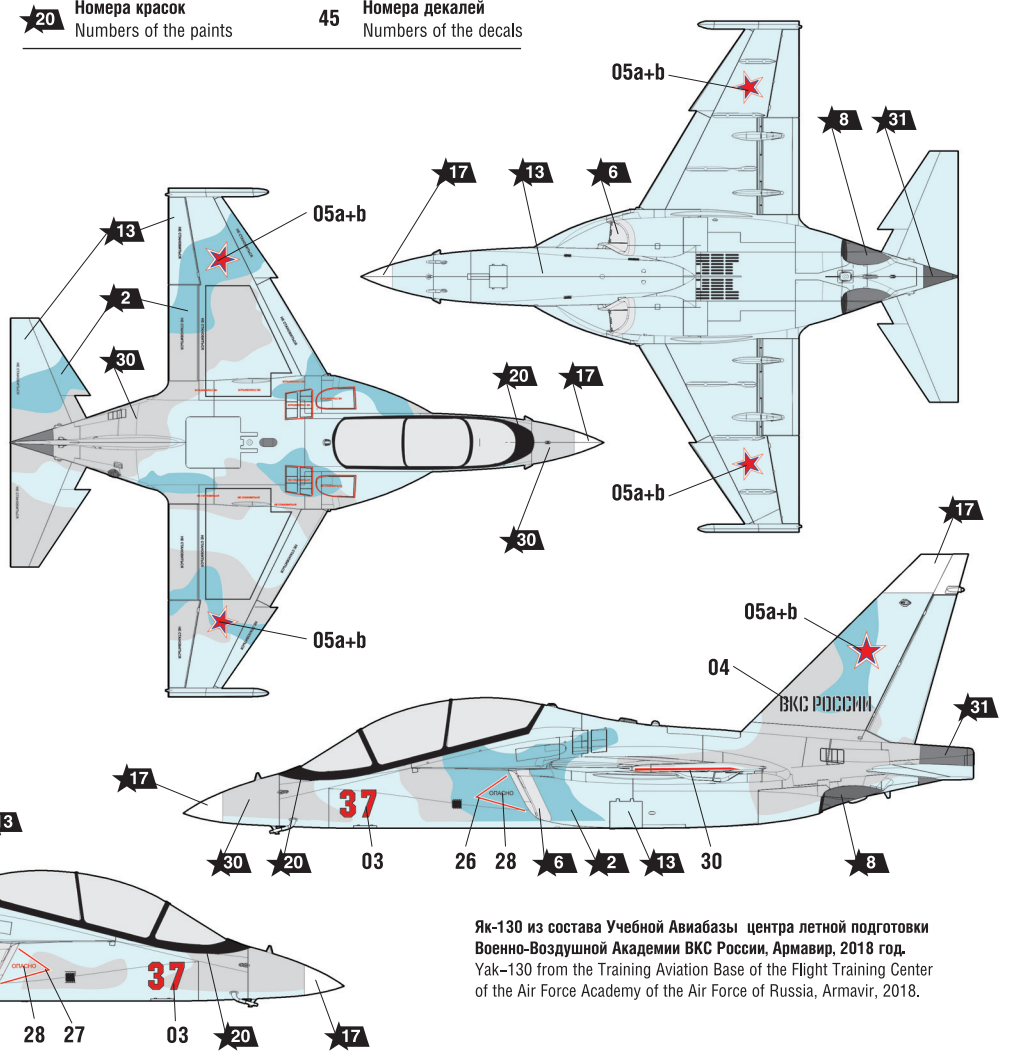 20 Номера красок 45 Номера декалей
Numbers of the paints Numbers of the decals
05a+b
8 31
17 13 6
05a+b
13
2
30
20 17
30
05a+b
05a+b
17
05a+b
04
ВКС РОССИИ
31
17
37
ОПАСНО
30 20 03 26 28 6 2 13 30 8
13
ОПАСНО
37
28 27 03 20 17
Як-130 из состава Учебной Авиабазы центра летной подготовки
Военно-Воздушной Академии ВКС России, Армавир, 2018 год.
Yak–130 from the Training Aviation Base of the Flight Training Center
of the Air Force Academy of the Air Force of Russia, Armavir, 2018.